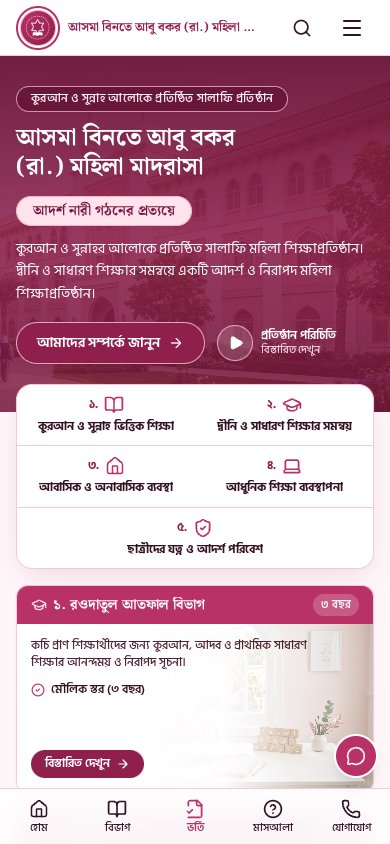 আসমা বিনতে আবু বকর (রা.) মহিলা ...
কুরআন ও সুন্নাহ আলোকে প্রতিষ্ঠিত সালাফি প্রতিষ্ঠান
আসমা বিনতে আবু বকর
(রা.) মহিলা মাদরাসা
আদর্শ নারী গঠনের প্রত্যয়ে
কুরআন ও সুন্নাহর আলোকে প্রতিষ্ঠিত সালাফি মহিলা শিক্ষাপ্রতিষ্ঠান।
দ্বীনি ও সাধারণ শিক্ষার সমন্বয়ে একটি আদর্শ ও নিরাপদ মহিলা
শিক্ষাপ্রতিষ্ঠান।
আমাদের সম্পর্কে জানুন
প্রতিষ্ঠান পরিচিতি
বিস্তারিত দেখুন
১.
কুরআন ও সুন্নাহ ভিত্তিক শিক্ষা
২.
দ্বীনি ও সাধারণ শিক্ষার সমন্বয়
৩.
আবাসিক ও অনাবাসিক ব্যবস্থা
৪.
আধুনিক শিক্ষা ব্যবস্থাপনা
৫.
ছাত্রীদের যত্ন ও আদর্শ পরিবেশ
১. রওদাতুল আতফাল বিভাগ
৩ বছর
কচি প্রাণ শিক্ষার্থীদের জন্য কুরআন, আদব ও প্রাথমিক সাধারণ
শিক্ষার আনন্দময় ও নিরাপদ সূচনা।
মৌলিক স্তর (৩ বছর)
বিস্তারিত দেখুন
হোম
বিভাগ
ভর্তি
মাসআলা
যোগাযোগ